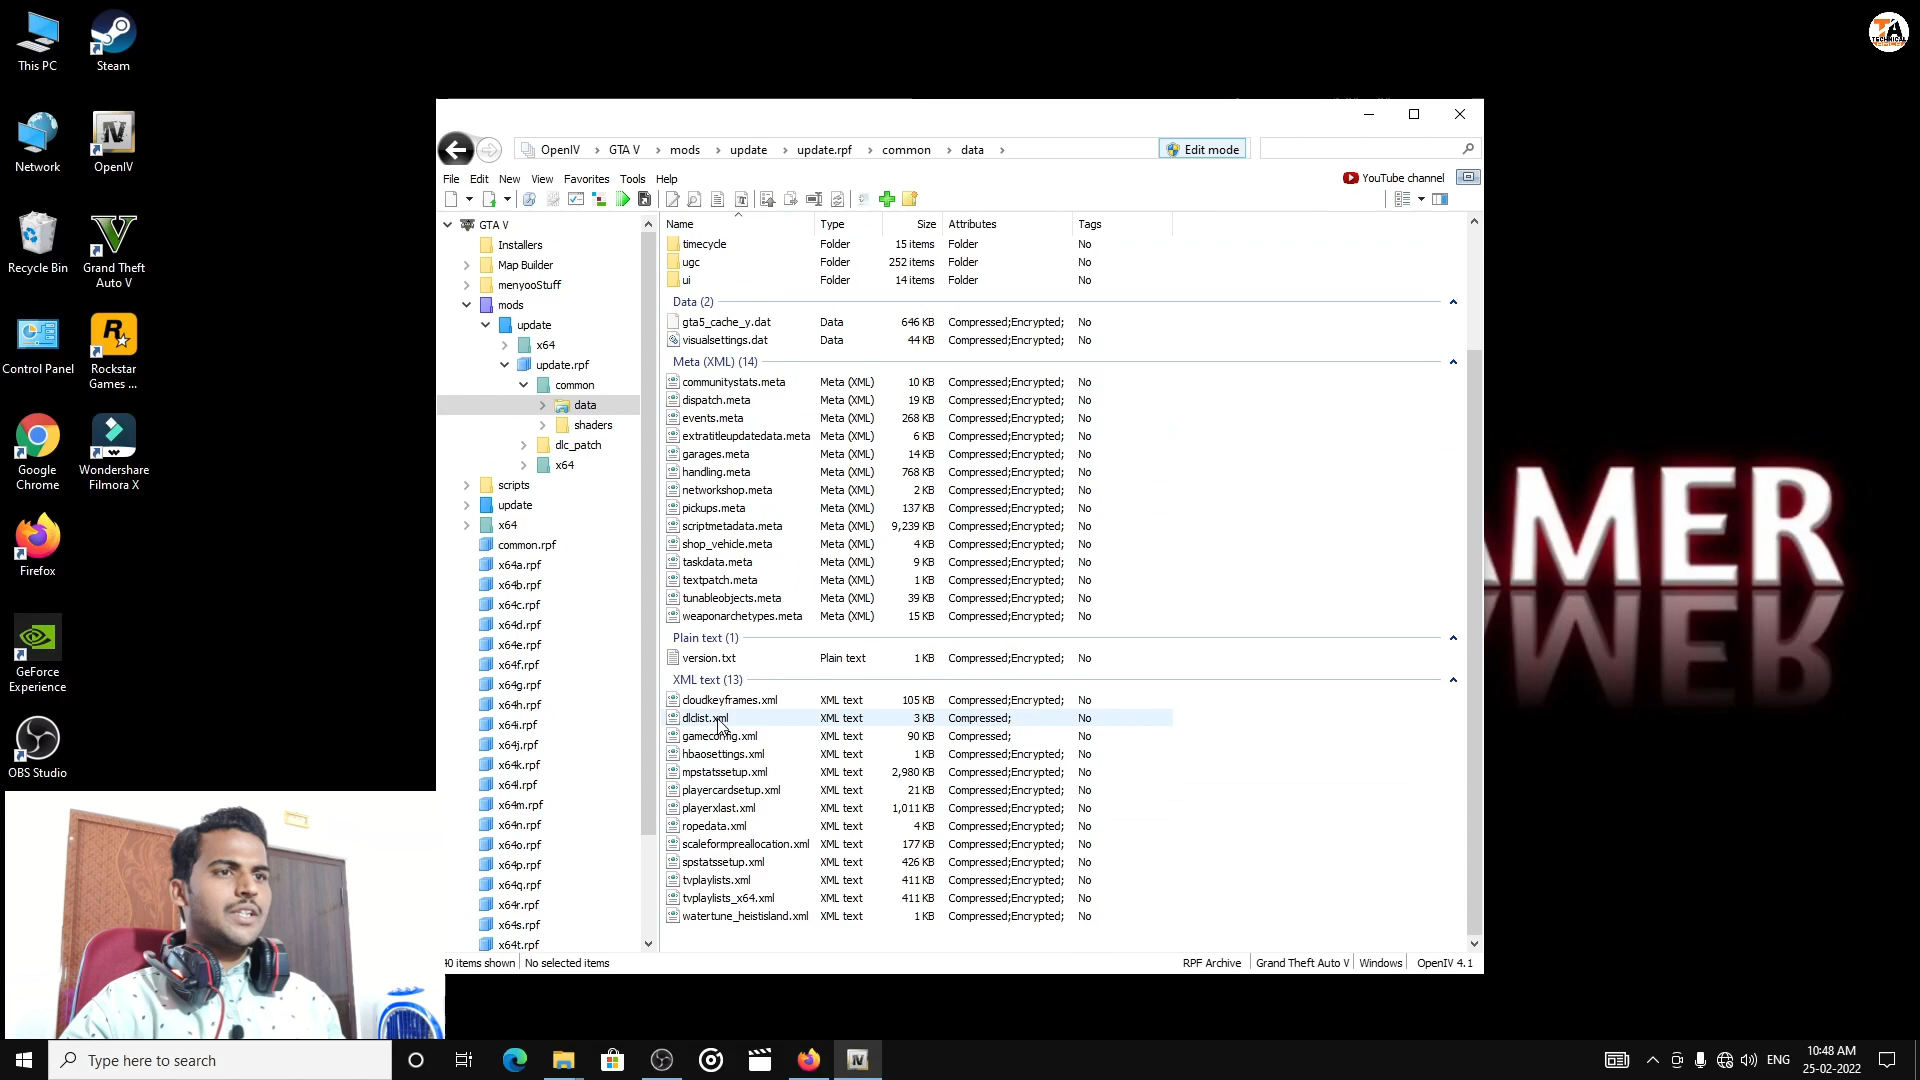 This PC
Steam
Network
OpenIV
Recycle Bin
Grand Theft
Auto V
Control Panel
Rockstar
Games ...
Google
Chrome
Wondershare
Filmora X
Firefox
GeForce
Experience
OBS Studio
TA
TECHNICAL
GAMER
AMER
OpenIV
GTA V
mods
update
update.rpf
common
data
Edit mode
File Edit New View Favorites Tools Help
YouTube channel
GTA V
Installers
Map Builder
menyooStuff
mods
update
x64
update.rpf
common
data
shaders
dlc_patch
x64
scripts
update
x64
common.rpf
x64a.rpf
x64b.rpf
x64c.rpf
x64d.rpf
x64e.rpf
x64f.rpf
x64g.rpf
x64h.rpf
x64i.rpf
x64j.rpf
x64k.rpf
x64l.rpf
x64m.rpf
x64n.rpf
x64o.rpf
x64p.rpf
x64q.rpf
x64r.rpf
x64s.rpf
x64t.rpf
Name Type Size Attributes Tags
timecycle Folder 15 items Folder No
ugc Folder 252 items Folder No
ui Folder 14 items Folder No
Data (2)
gta5_cache_y.dat Data 646 KB Compressed;Encrypted; No
visualsettings.dat Data 44 KB Compressed;Encrypted; No
Meta (XML) (14)
communitystats.meta Meta (XML) 10 KB Compressed;Encrypted; No
dispatch.meta Meta (XML) 19 KB Compressed;Encrypted; No
events.meta Meta (XML) 268 KB Compressed;Encrypted; No
extratitleupdatedata.meta Meta (XML) 6 KB Compressed;Encrypted; No
garages.meta Meta (XML) 14 KB Compressed;Encrypted; No
handling.meta Meta (XML) 768 KB Compressed;Encrypted; No
networkshop.meta Meta (XML) 2 KB Compressed;Encrypted; No
pickups.meta Meta (XML) 137 KB Compressed;Encrypted; No
scriptmetadata.meta Meta (XML) 9,239 KB Compressed;Encrypted; No
shop_vehicle.meta Meta (XML) 4 KB Compressed;Encrypted; No
taskdata.meta Meta (XML) 9 KB Compressed;Encrypted; No
textpatch.meta Meta (XML) 1 KB Compressed;Encrypted; No
tunableobjects.meta Meta (XML) 39 KB Compressed;Encrypted; No
weaponarchetypes.meta Meta (XML) 15 KB Compressed;Encrypted; No
Plain text (1)
version.txt Plain text 1 KB Compressed;Encrypted; No
XML text (13)
cloudkeyframes.xml XML text 105 KB Compressed;Encrypted; No
dlclist.xml XML text 3 KB Compressed; No
gameconfig.xml XML text 90 KB Compressed; No
hbaosettings.xml XML text 1 KB Compressed;Encrypted; No
mpstatssetup.xml XML text 2,980 KB Compressed;Encrypted; No
playercardsetup.xml XML text 21 KB Compressed;Encrypted; No
playerxlast.xml XML text 1,011 KB Compressed;Encrypted; No
ropedata.xml XML text 4 KB Compressed;Encrypted; No
scaleformpreallocation.xml XML text 177 KB Compressed;Encrypted; No
spstatssetup.xml XML text 426 KB Compressed;Encrypted; No
tvplaylists.xml XML text 411 KB Compressed;Encrypted; No
tvplaylists_x64.xml XML text 411 KB Compressed;Encrypted; No
watertune_heistisland.xml XML text 1 KB Compressed;Encrypted; No
40 items shown No selected items RPF Archive Grand Theft Auto V Windows OpenIV 4.1
Type here to search
ENG
10:48 AM
25-02-2022